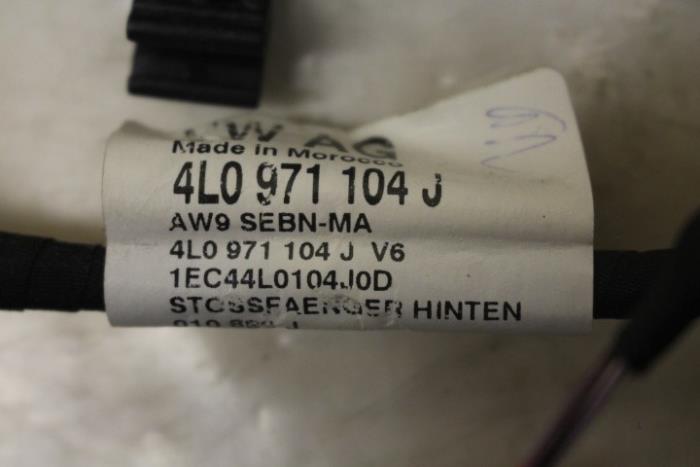 VW AG
Made in Morocco
4L0 971 104 J
AW9 SEBN-MA
4L0 971 104 J V6
1EC44L0104J0D
STOSSFAENGER HINTEN